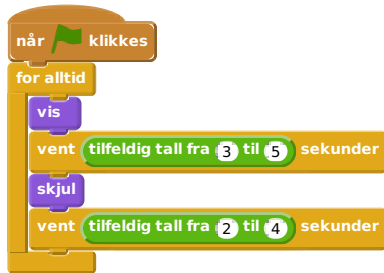 når klikkes
for alltid
vis
vent tilfeldig tall fra 3 til 5 sekunder
skjul
vent tilfeldig tall fra 2 til 4 sekunder